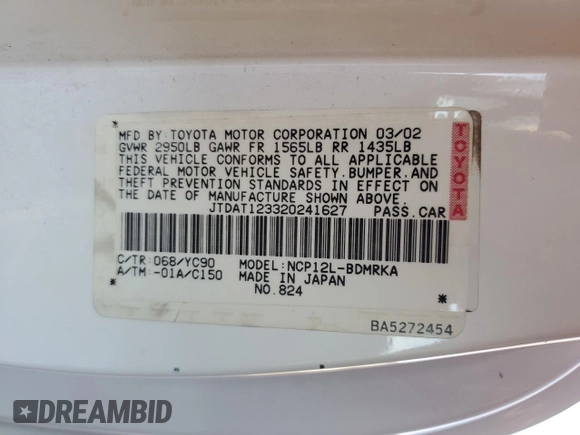 MFD BY: TOYOTA MOTOR CORPORATION 03/02
GVWR 2950LB GAWR FR 1565LB RR 1435LB
THIS VEHICLE CONFORMS TO ALL APPLICABLE
FEDERAL MOTOR VEHICLE SAFETY, BUMPER, AND
THEFT PREVENTION STANDARDS IN EFFECT ON
THE DATE OF MANUFACTURE SHOWN ABOVE.
JTDAT123320241627 PASS. CAR
TOYOTA
C/TR: 068/YC90 MODEL: NCP12L-BDMRKA
A/TM: -01A/C150 MADE IN JAPAN
NO. 824
BA5272454
DREAMBID